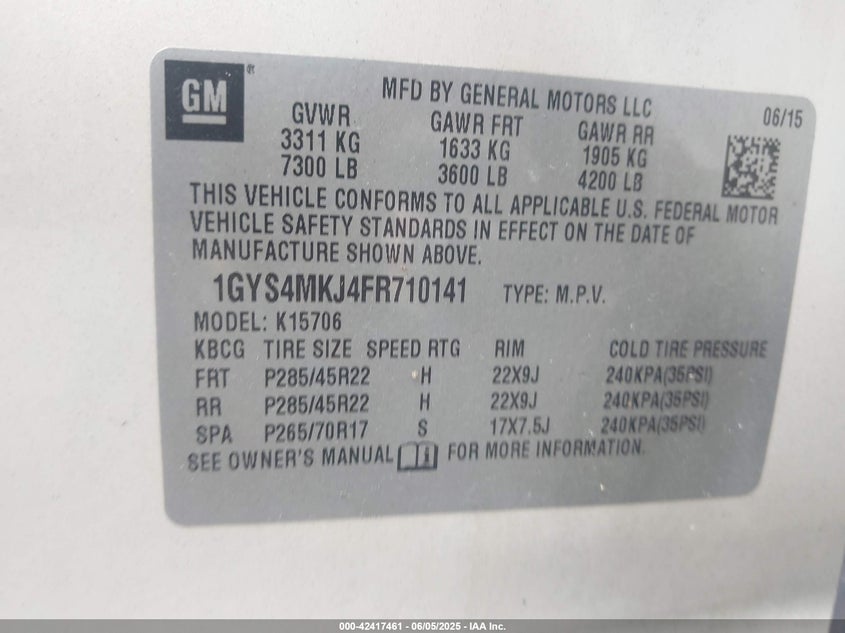 GM®
MFD BY GENERAL MOTORS LLC
06/15
GVWR GAWR FRT GAWR RR
3311 KG 1633 KG 1905 KG
7300 LB 3600 LB 4200 LB
THIS VEHICLE CONFORMS TO ALL APPLICABLE U.S. FEDERAL MOTOR
VEHICLE SAFETY STANDARDS IN EFFECT ON THE DATE OF
MANUFACTURE SHOWN ABOVE.
1GYS4MKJ4FR710141 TYPE: M.P.V.
MODEL: K15706
KBCG TIRE SIZE SPEED RTG RIM COLD TIRE PRESSURE
FRT P285/45R22 H 22X9J 240KPA(35PSI)
RR P285/45R22 H 22X9J 240KPA(35PSI)
SPA P265/70R17 S 17X7.5J 240KPA(35PSI)
SEE OWNER'S MANUAL FOR MORE INFORMATION.
000-42417461 - 06/05/2025 - IAA Inc.